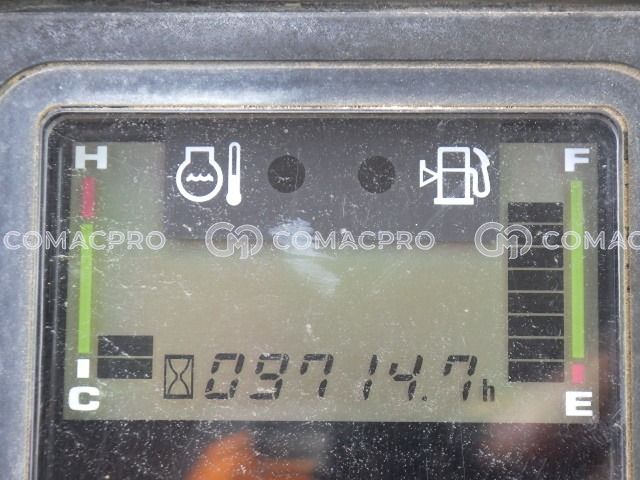 H F
COMACPRO COMACPRO COMACPRO
09714.7h
C E